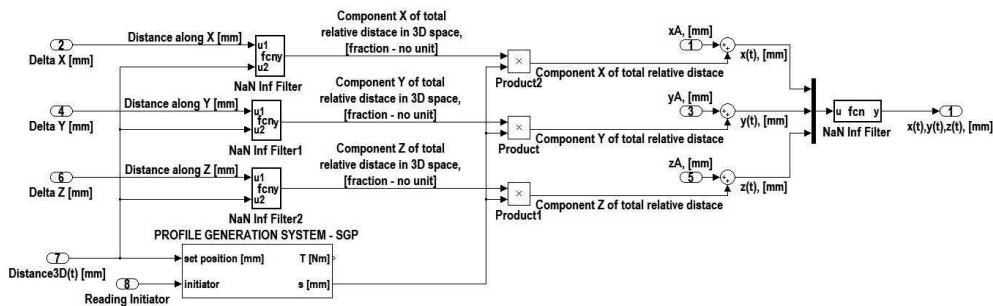 Component X of total
relative distace in 3D space,
[fraction - no unit]
xA, [mm]
1
x(t), [mm]
2
Delta X [mm]
Distance along X [mm]
u1
u2
fcn
y
NaN Inf Filter
×
Product2
Component X of total relative distace
Component Y of total
relative distace in 3D space,
[fraction - no unit]
yA, [mm]
3
y(t), [mm]
4
Delta Y [mm]
Distance along Y [mm]
u1
u2
fcn
y
NaN Inf Filter1
×
Product
Component Y of total relative distace
u fcn y
NaN Inf Filter
1
x(t),y(t),z(t), [mm]
Component Z of total
relative distace in 3D space,
[fraction - no unit]
zA, [mm]
5
z(t), [mm]
6
Delta Z [mm]
Distance along Z [mm]
u1
u2
fcn
y
NaN Inf Filter2
×
Product1
Component Z of total relative distace
PROFILE GENERATION SYSTEM - SGP
7
Distance3D(t) [mm]
set position [mm]
T [Nm]
8
Reading Initiator
initiator
s [mm]